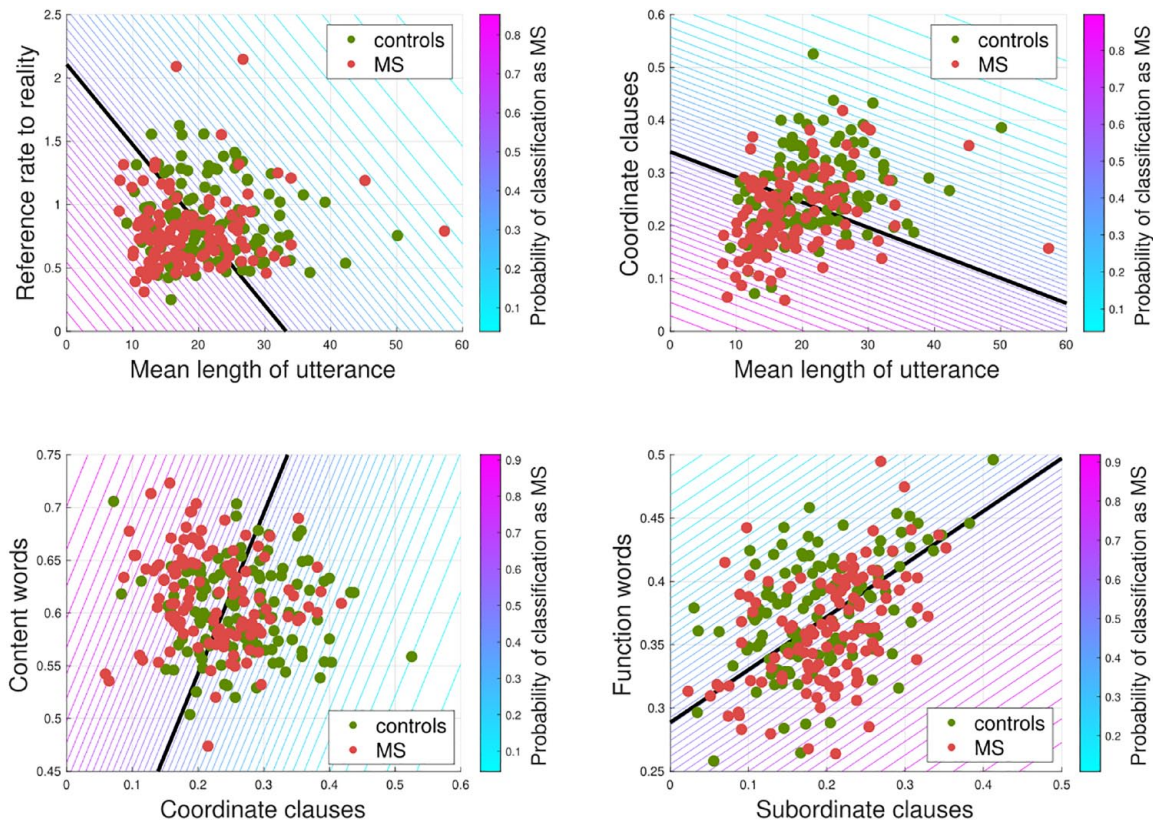 Reference rate to reality
2.5
2
1.5
1
0.5
0
0 10 20 30 40 50 60
Mean length of utterance
controls
MS
0.8
0.7
0.6
0.5
0.4
0.3
0.2
0.1
Probability of classification as MS
Coordinate clauses
0.6
0.5
0.4
0.3
0.2
0.1
0
0 10 20 30 40 50 60
Mean length of utterance
controls
MS
0.8
0.7
0.6
0.5
0.4
0.3
0.2
0.1
Probability of classification as MS
Content words
0.75
0.7
0.65
0.6
0.55
0.5
0.45
0 0.1 0.2 0.3 0.4 0.5 0.6
Coordinate clauses
controls
MS
0.9
0.8
0.7
0.6
0.5
0.4
0.3
0.2
0.1
Probability of classification as MS
Function words
0.5
0.45
0.4
0.35
0.3
0.25
0 0.1 0.2 0.3 0.4 0.5
Subordinate clauses
controls
MS
0.9
0.8
0.7
0.6
0.5
0.4
0.3
0.2
Probability of classification as MS